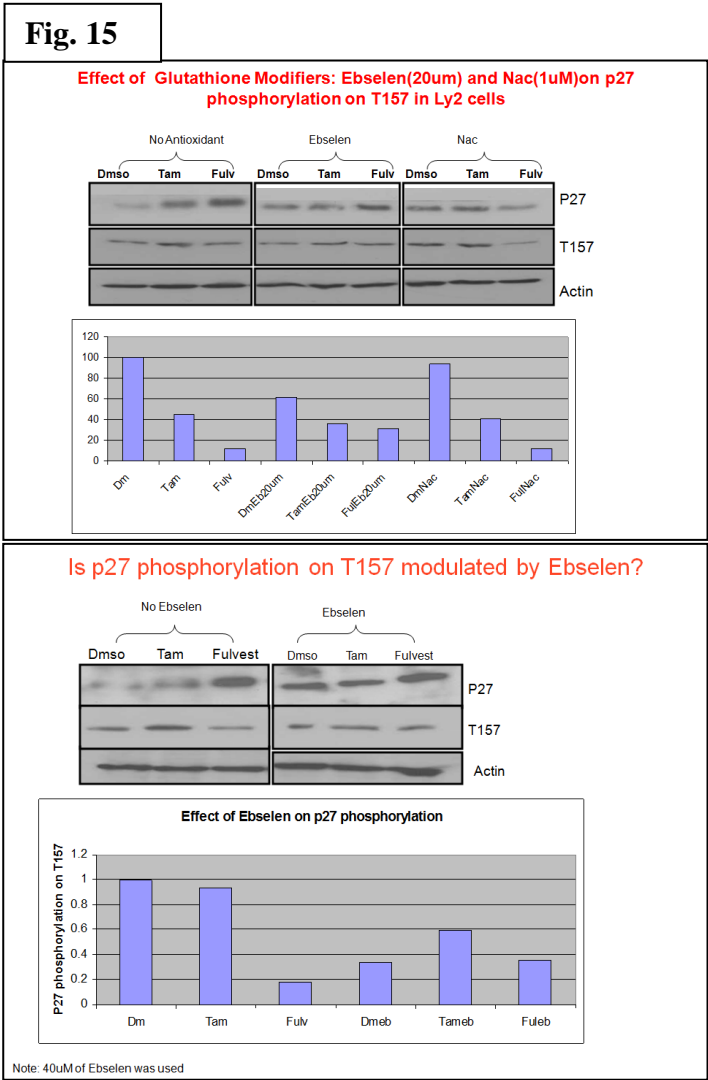 Fig. 15
Effect of Glutathione Modifiers: Ebselen(20um) and Nac(1uM)on p27
phosphorylation on T157 in Ly2 cells
No Antioxidant Ebselen Nac
Dmso Tam Fulv Dmso Tam Fulv Dmso Tam Fulv
P27
T157
Actin
120
100
80
60
40
20
0
Dm Tam Fulv DmEb20um TamEb20um FulEb20um DmNac TamNac FulNac
Is p27 phosphorylation on T157 modulated by Ebselen?
No Ebselen Ebselen
Dmso Tam Fulvest Dmso Tam Fulvest
P27
T157
Actin
Effect of Ebselen on p27 phosphorylation
P27 phosphorylation on T157
1.2
1
0.8
0.6
0.4
0.2
0
Dm Tam Fulv Dmeb Tameb Fuleb
Note: 40uM of Ebselen was used